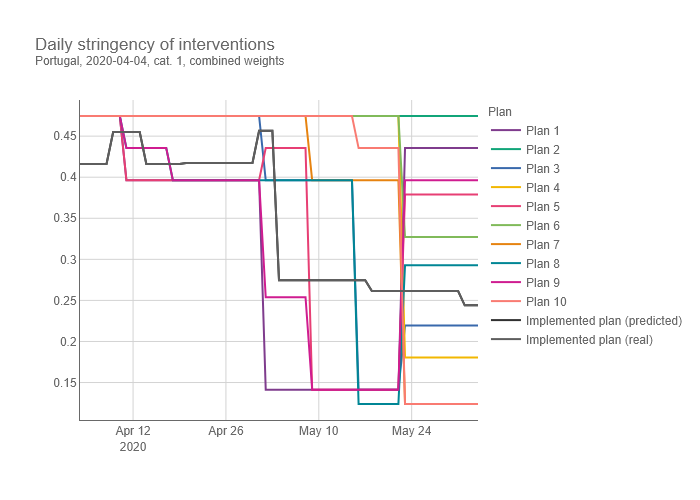 Daily stringency of interventions
Portugal, 2020-04-04, cat. 1, combined weights
Plan
Plan 1
Plan 2
Plan 3
Plan 4
Plan 5
Plan 6
Plan 7
Plan 8
Plan 9
Plan 10
Implemented plan (predicted)
Implemented plan (real)
0.45
0.4
0.35
0.3
0.25
0.2
0.15
Apr 12
2020
Apr 26
May 10
May 24